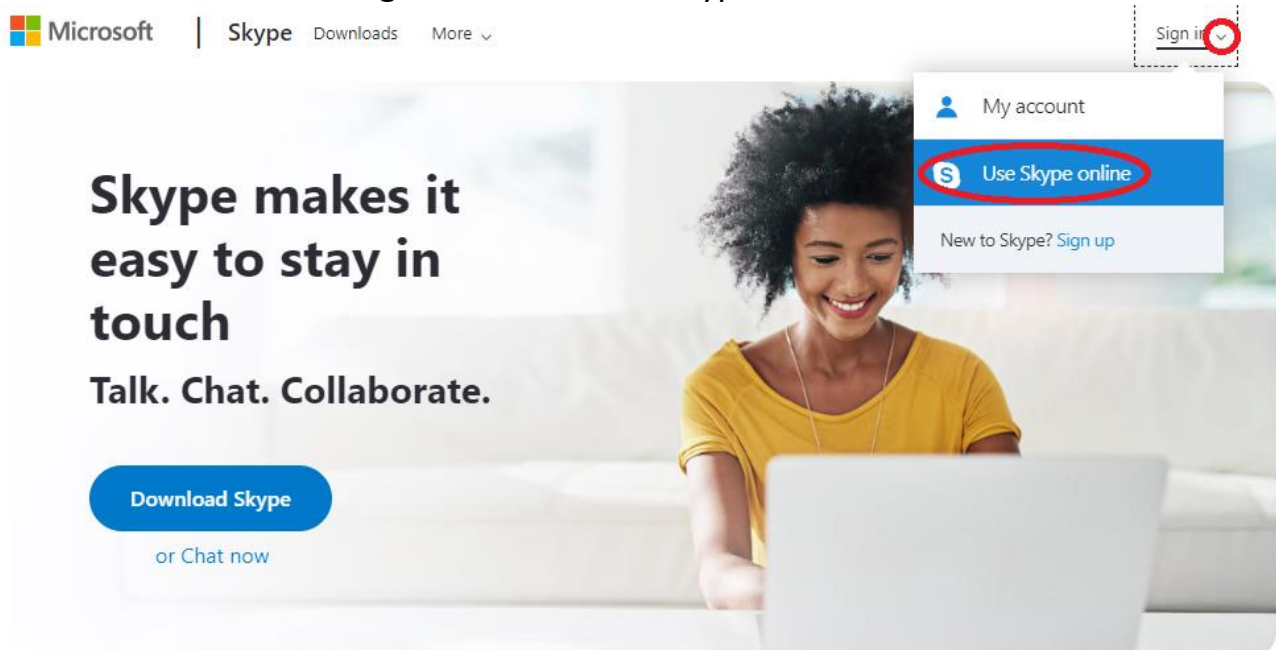 Microsoft | Skype Downloads More Sign in
My account
Use Skype online
New to Skype? Sign up
Skype makes it
easy to stay in
touch
Talk. Chat. Collaborate.
Download Skype
or Chat now